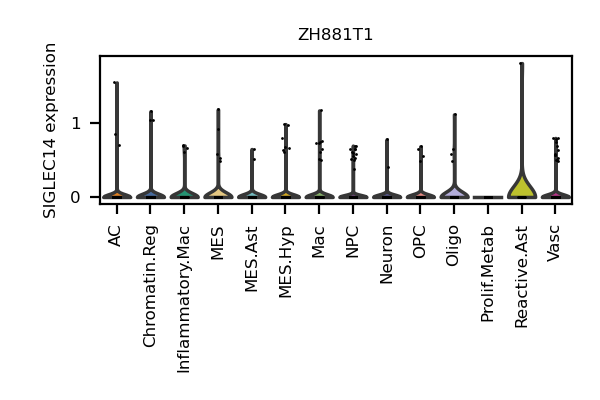 ZH881T1
SIGLEC14 expression
1
0
AC
Chromatin.Reg
Inflammatory.Mac
MES
MES.Ast
MES.Hyp
Mac
NPC
Neuron
OPC
Oligo
Prolif.Metab
Reactive.Ast
Vasc